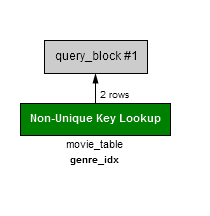 query_block #1
2 rows
Non-Unique Key Lookup
movie_table
genre_idx